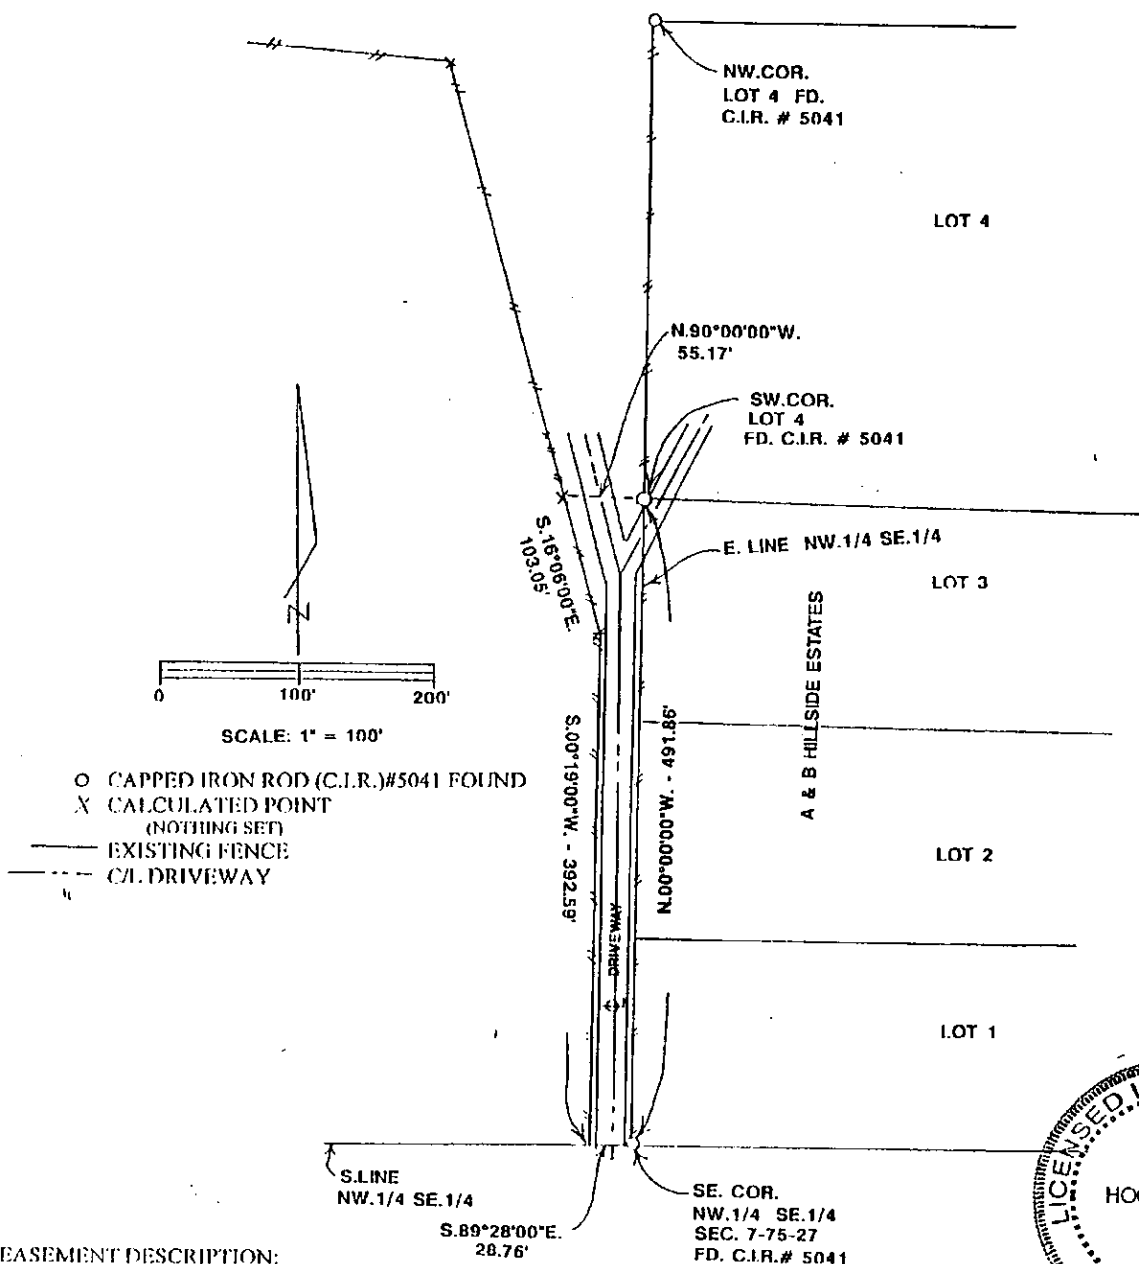 NW.COR.
LOT 4 FD.
C.I.R. # 5041
LOT 4
N.90°00'00"W.
55.17'
SW.COR.
LOT 4
FD. C.I.R. # 5041
S.16°06'00"E.
103.05'
E. LINE NW.1/4 SE.1/4
LOT 3
N
0 100' 200'
SCALE: 1" = 100'
A & B HILLSIDE ESTATES
S.00°19'00"W. - 392.59'
N.00°00'00"W. - 491.86'
O CAPPED IRON ROD (C.I.R.)#5041 FOUND
X CALCULATED POINT
(NOTHING SET)
EXISTING FENCE
C/L DRIVEWAY
LOT 2
DRIVEWAY
LOT 1
S.LINE
NW.1/4 SE.1/4
S.89°28'00"E.
28.76'
SE. COR.
NW.1/4 SE.1/4
SEC. 7-75-27
FD. C.I.R.# 5041
LICENSED
HO
EASEMENT DESCRIPTION: